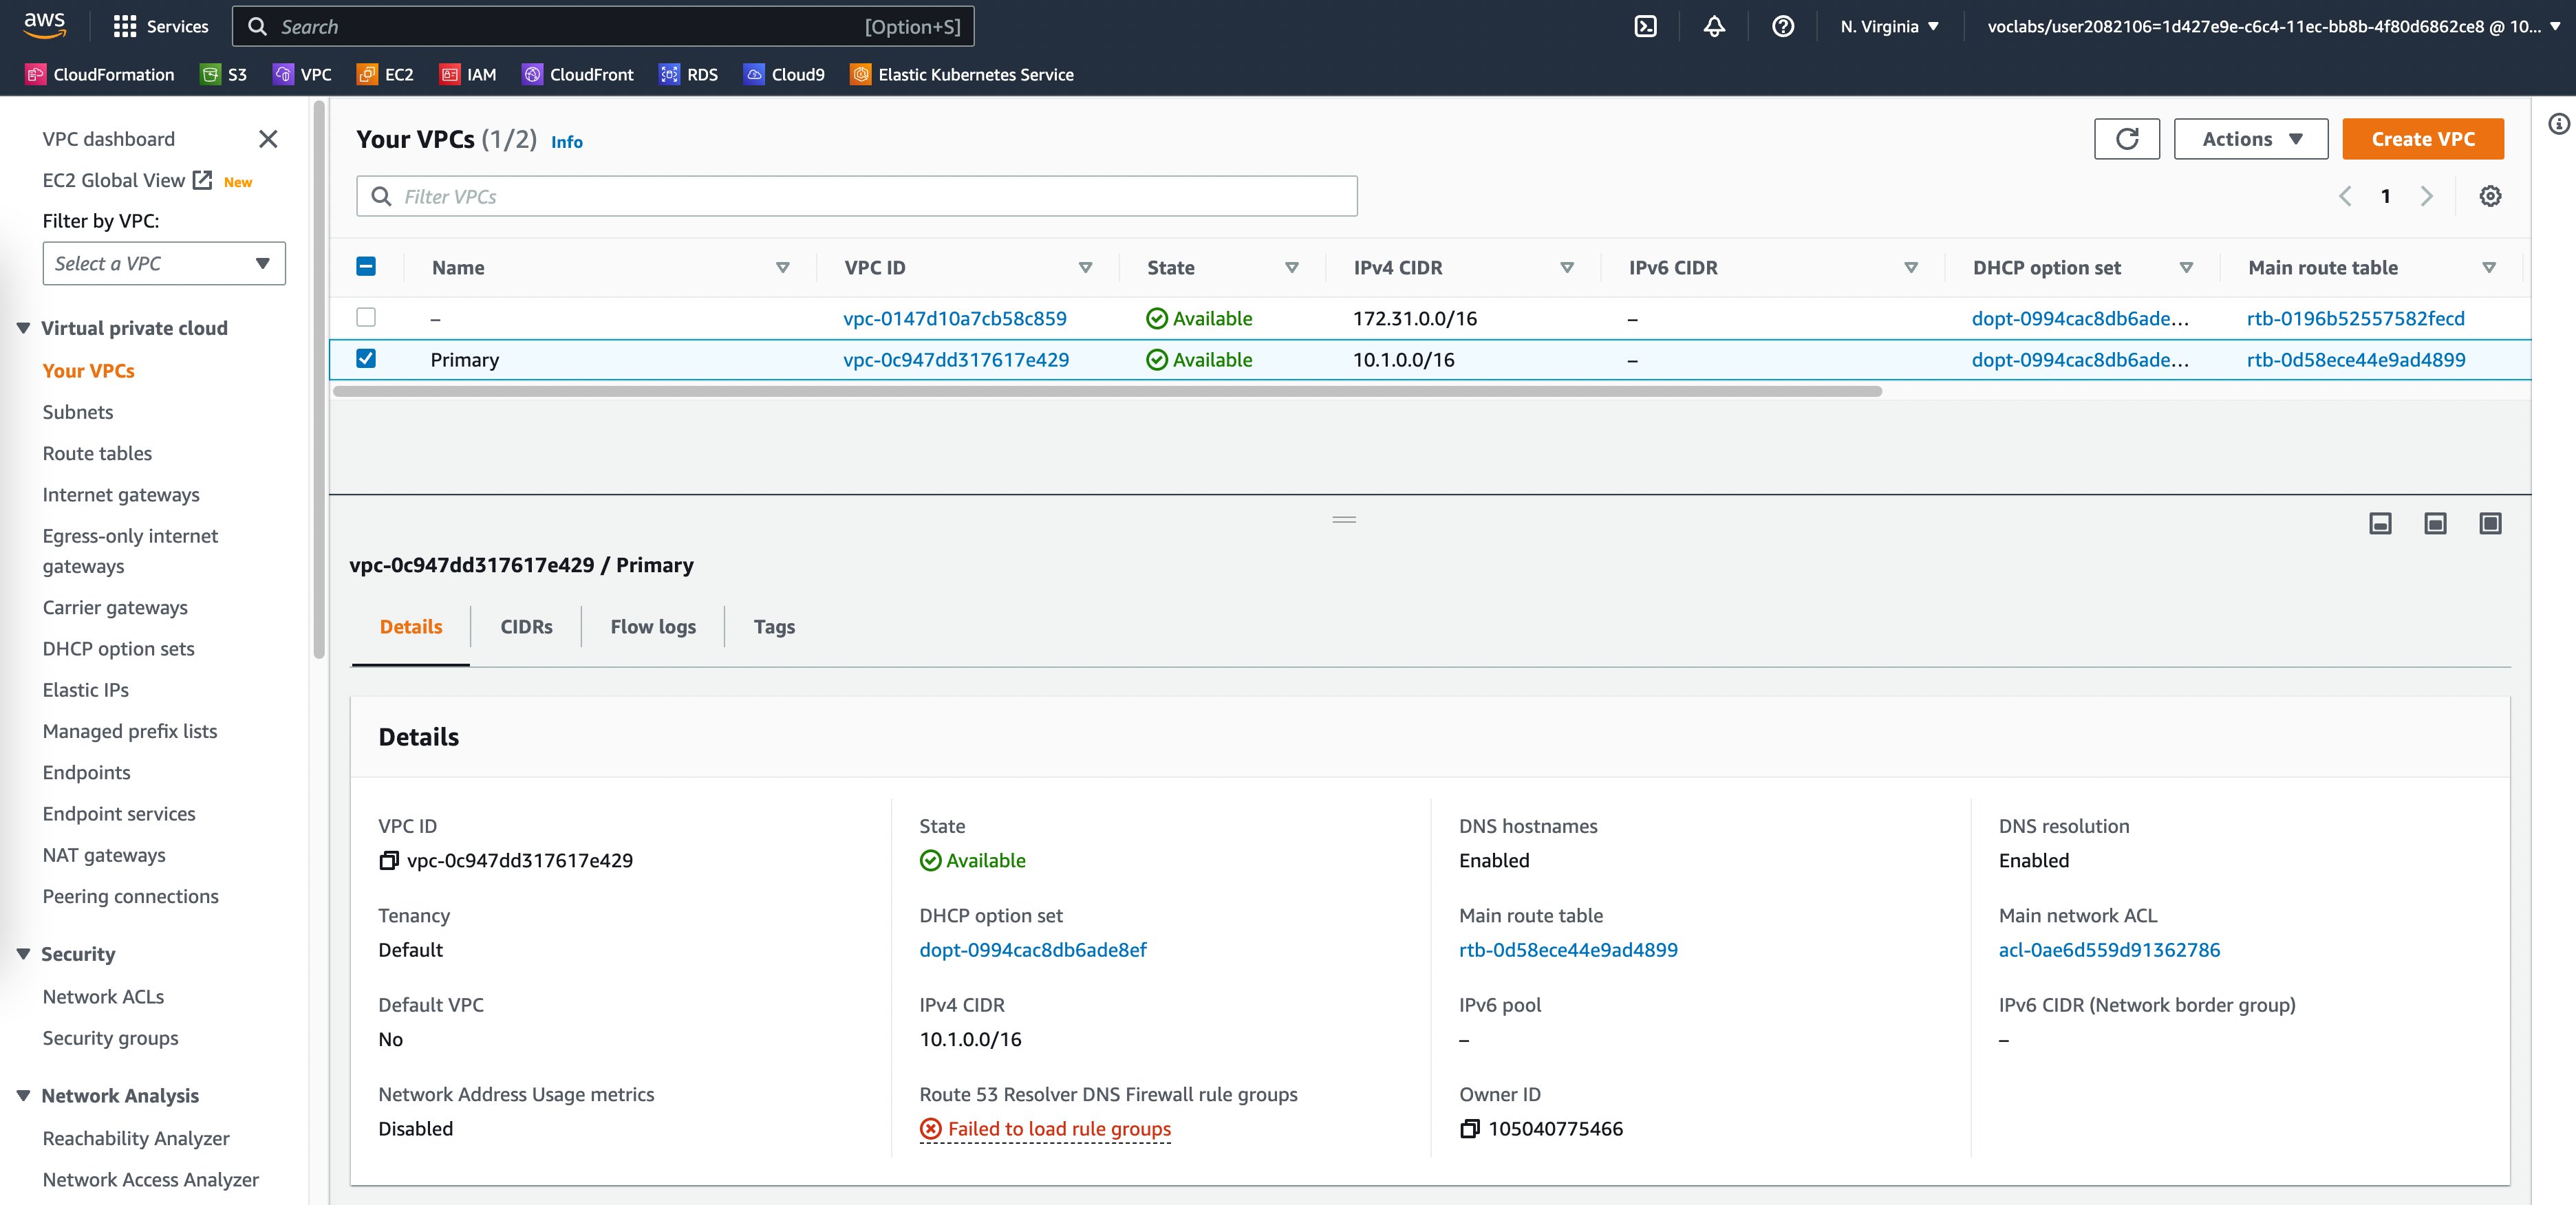 aws
Services
Search
[Option+S]
N. Virginia
voclabs/user2082106=1d427e9e-c6c4-11ec-bb8b-4f80d6862ce8 @ 10...
CloudFormation
S3
VPC
EC2
IAM
CloudFront
RDS
Cloud9
Elastic Kubernetes Service
VPC dashboard
EC2 Global View New
Filter by VPC:
Select a VPC
Virtual private cloud
Your VPCs
Subnets
Route tables
Internet gateways
Egress-only internet
gateways
Carrier gateways
DHCP option sets
Elastic IPs
Managed prefix lists
Endpoints
Endpoint services
NAT gateways
Peering connections
Security
Network ACLs
Security groups
Network Analysis
Reachability Analyzer
Network Access Analyzer
Your VPCs (1/2) Info
Actions
Create VPC
Filter VPCs
1
Name VPC ID State IPv4 CIDR IPv6 CIDR DHCP option set Main route table
– vpc-0147d10a7cb58c859 Available 172.31.0.0/16 – dopt-0994cac8db6ade... rtb-0196b52557582fecd
Primary vpc-0c947dd317617e429 Available 10.1.0.0/16 – dopt-0994cac8db6ade... rtb-0d58ece44e9ad4899
vpc-0c947dd317617e429 / Primary
Details CIDRs Flow logs Tags
Details
VPC ID
vpc-0c947dd317617e429
State
Available
DNS hostnames
Enabled
DNS resolution
Enabled
Tenancy
Default
DHCP option set
dopt-0994cac8db6ade8ef
Main route table
rtb-0d58ece44e9ad4899
Main network ACL
acl-0ae6d559d91362786
Default VPC
No
IPv4 CIDR
10.1.0.0/16
IPv6 pool
–
IPv6 CIDR (Network border group)
–
Network Address Usage metrics
Disabled
Route 53 Resolver DNS Firewall rule groups
Failed to load rule groups
Owner ID
105040775466